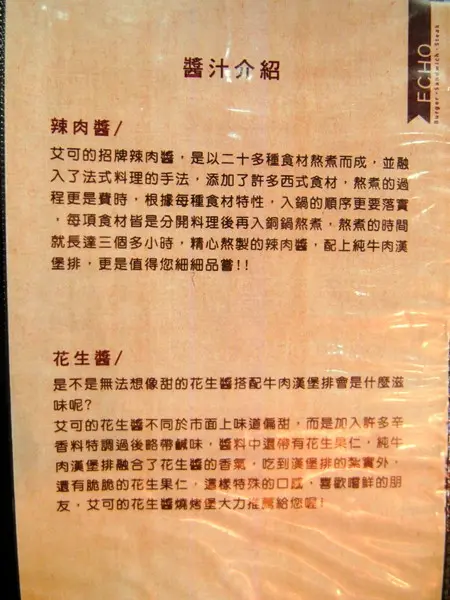 ECHO
Burger·Sandwich·Steak
醬汁介紹
辣肉醬/
艾可的招牌辣肉醬，是以二十多種食材熬煮而成，並融
入了法式料理的手法，添加了許多西式食材，熬煮的過
程更是費時，根據每種食材特性，入鍋的順序更要落實
，每項食材皆是分開料理後再入銅鍋熬煮，熬煮的時間
就長達三個多小時，精心熬製的辣肉醬，配上純牛肉漢
堡排，更是值得您細細品嘗!!
花生醬/
是不是無法想像甜的花生醬搭配牛肉漢堡排會是什麼滋
味呢?
艾可的花生醬不同於市面上味道偏甜，而是加入許多辛
香料特調過後略帶鹹味，醬料中還帶有花生果仁，純牛
肉漢堡排融合了花生醬的香氣，吃到漢堡排的紮實外，
還有脆脆的花生果仁，這樣特殊的口感，喜歡嚐鮮的朋
友，艾可的花生醬燒烤堡大力推薦給您喔!